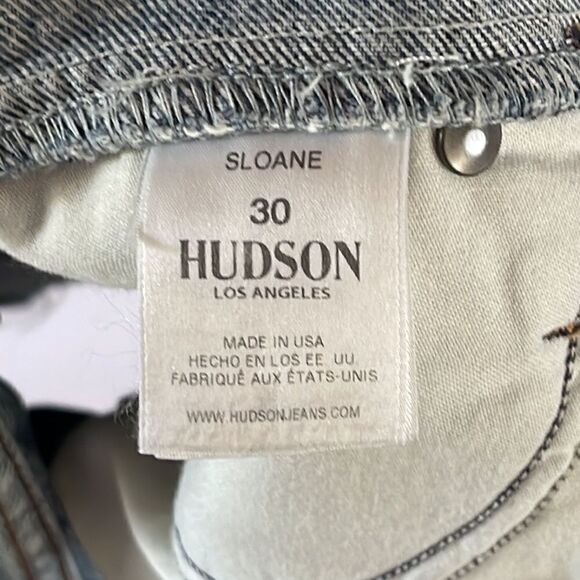 SLOANE
30
HUDSON
LOS ANGELES
MADE IN USA
HECHO EN LOS EE. UU.
FABRIQUÉ AUX ÉTATS-UNIS
WWW.HUDSONJEANS.COM